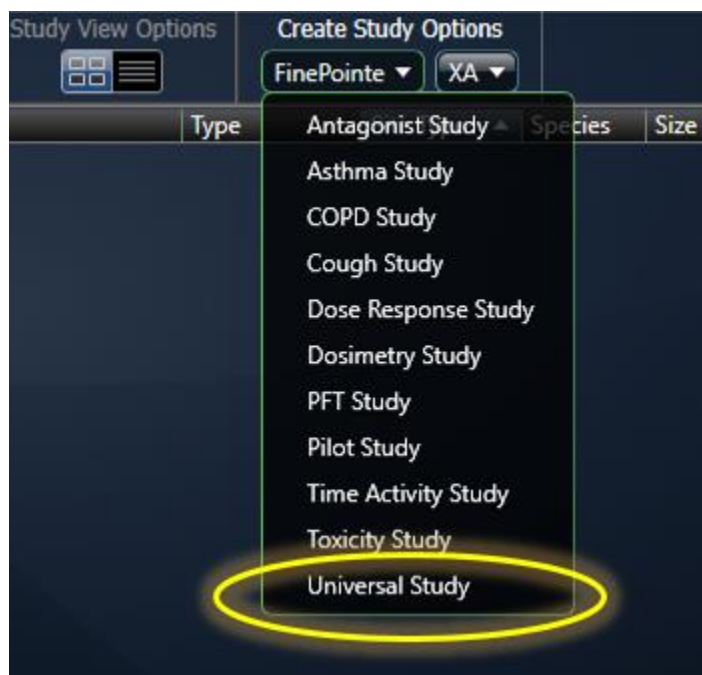 Study View Options Create Study Options
FinePointe XA
Type Species Size
Antagonist Study
Asthma Study
COPD Study
Cough Study
Dose Response Study
Dosimetry Study
PFT Study
Pilot Study
Time Activity Study
Toxicity Study
Universal Study